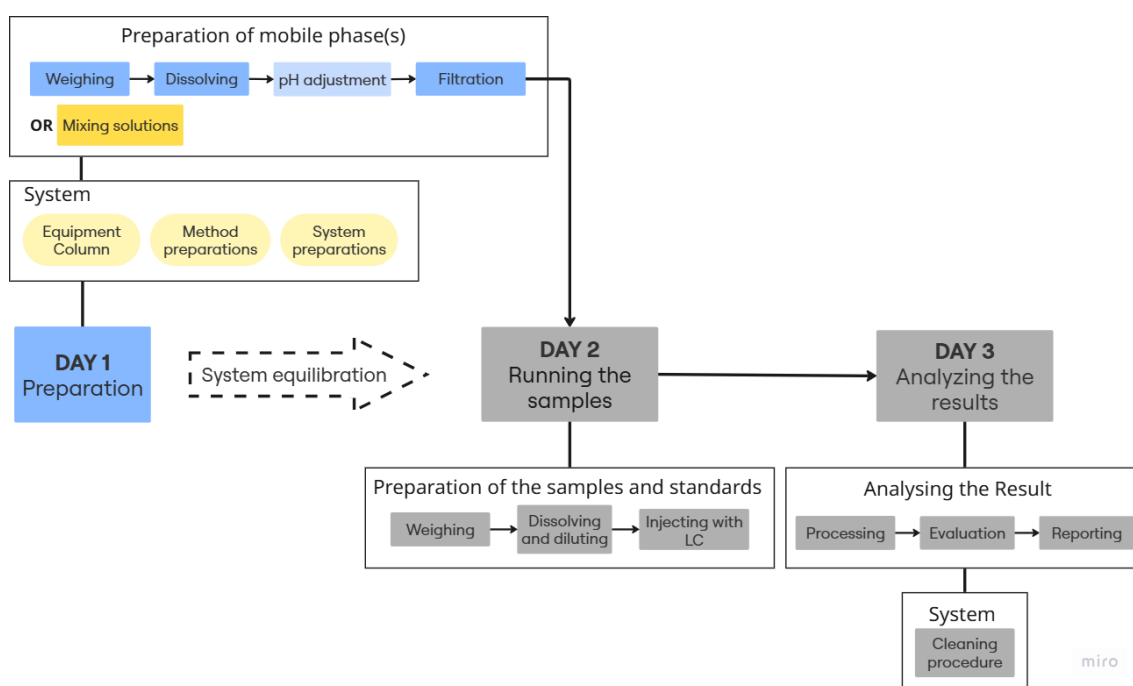 Preparation of mobile phase(s)
Weighing
Dissolving
pH adjustment
Filtration
OR Mixing solutions
System
Equipment
Column
Method
preparations
System
preparations
DAY 1
Preparation
System equilibration
DAY 2
Running the
samples
DAY 3
Analyzing the
results
Preparation of the samples and standards
Weighing
Dissolving
and diluting
Injecting with
LC
Analysing the Result
Processing
Evaluation
Reporting
System
Cleaning
procedure
miro